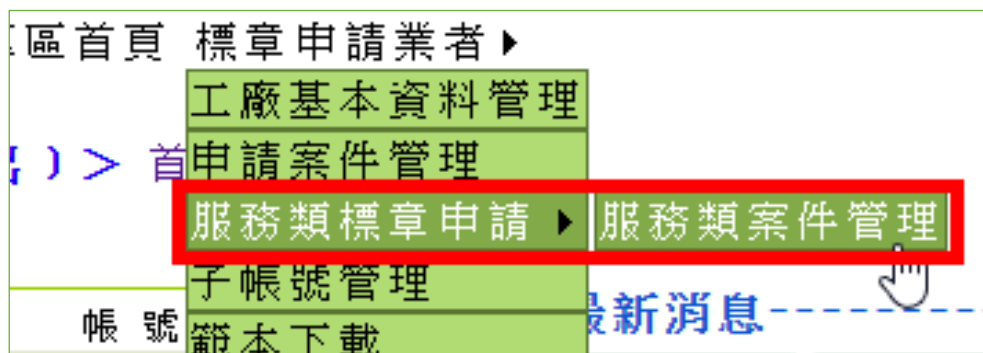 區首頁 標章申請業者▶
工廠基本資料管理
)> 首 申請案件管理
服務類標章申請 ▶ 服務類案件管理
子帳號管理
帳 號 範本下載 最新消息---------